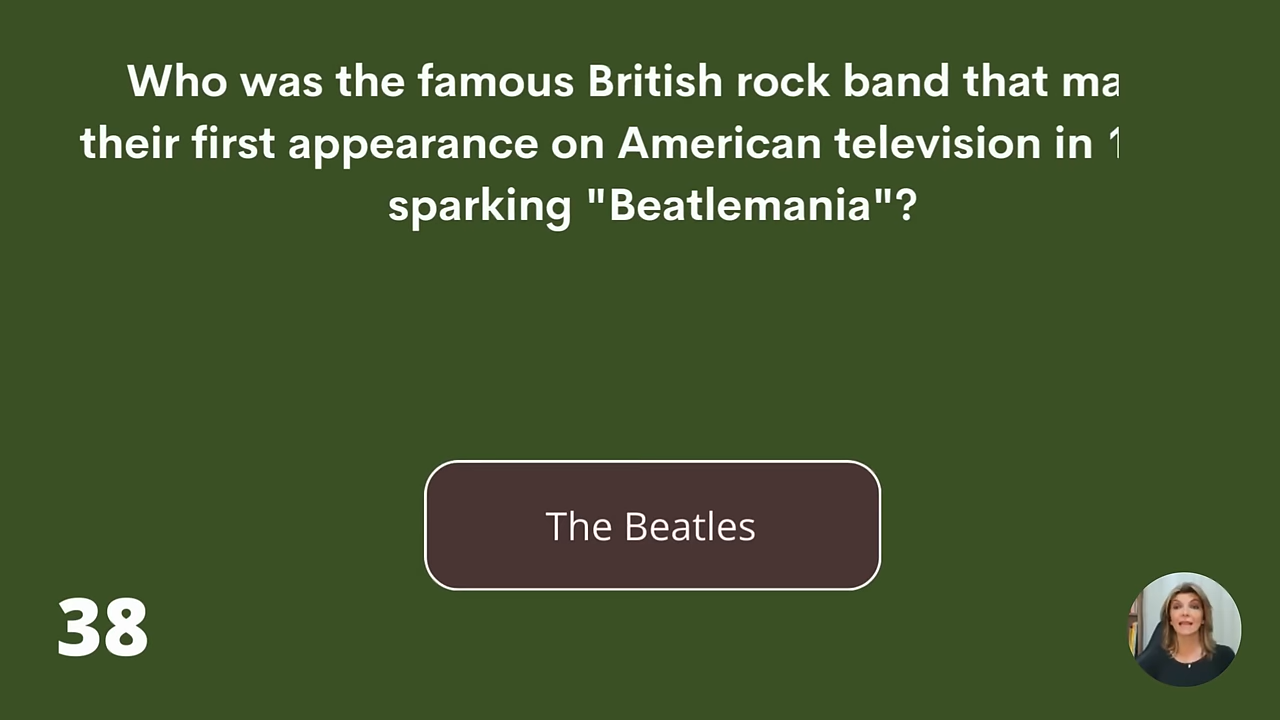 Who was the famous British rock band that ma
their first appearance on American television in 1
sparking "Beatlemania"?
The Beatles
38